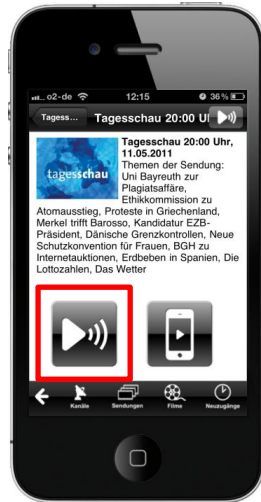 o2-de 12:15 36%
Tagess... Tagesschau 20:00 U
tagesschau
Tagesschau 20:00 Uhr,
11.05.2011
Themen der Sendung:
Uni Bayreuth zur
Plagiatsaffäre,
Ethikkommission zu
Atomausstieg, Proteste in Griechenland,
Merkel trifft Barosso, Kandidatur EZB-
Präsident, Dänische Grenzkontrollen, Neue
Schutzkonvention für Frauen, BGH zu
Internetauktionen, Erdbeben in Spanien, Die
Lottozahlen, Das Wetter
Kanäle Sendungen Filme Neuzugänge